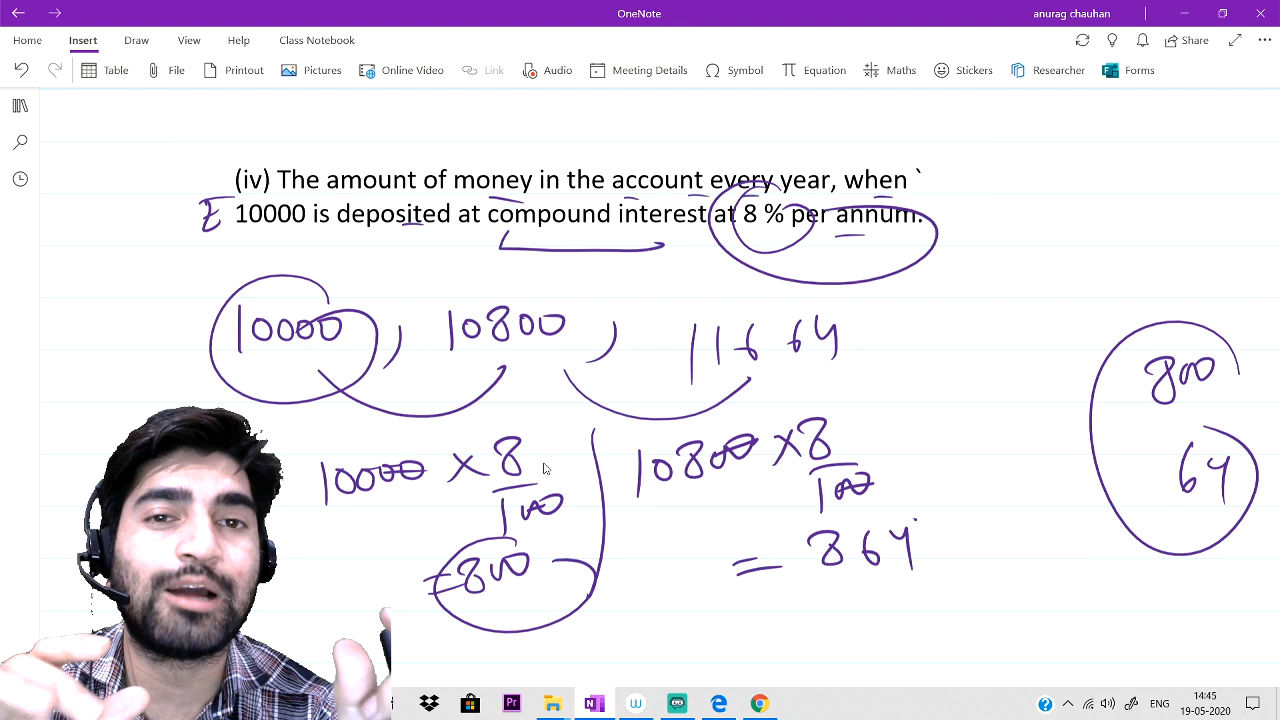 OneNote
anurag chauhan
Home Insert Draw View Help Class Notebook
Share
Table File Printout Pictures Online Video Link Audio Meeting Details Symbol Equation Maths Stickers Researcher Forms
(iv) The amount of money in the account every year, when `
10000 is deposited at compound interest at 8 % per annum.
10000, 10800, 11664
800
64
10000 × 8/100
= 800
10800 × 8/100
= 864
Pr N W
ENG
14:45
19-05-2020